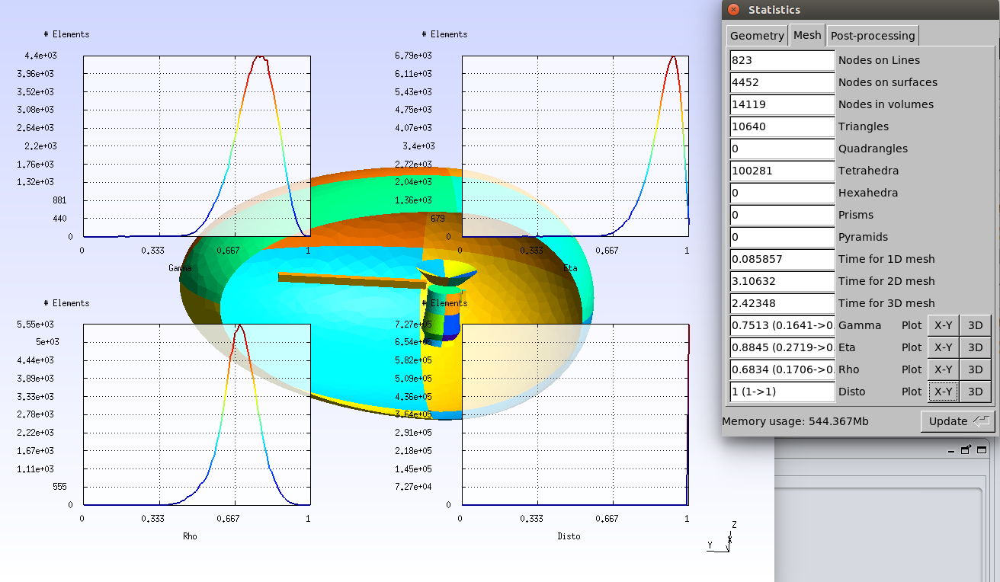 # Elements
4.4e+03
3.96e+03
3.52e+03
3.08e+03
2.64e+03
2.2e+03
1.76e+03
1.32e+03
881
440
0
0 0.333 0.667 1
Gamma
# Elements
6.79e+03
6.11e+03
5.43e+03
4.75e+03
4.07e+03
3.4e+03
2.72e+03
2.04e+03
1.36e+03
679
0
0 0.333 0.667 1
Eta
# Elements
5.55e+03
5e+03
4.44e+03
3.89e+03
3.33e+03
2.78e+03
2.22e+03
1.67e+03
1.11e+03
555
0
0 0.333 0.667 1
Rho
# Elements
7.27e+05
6.54e+05
5.82e+05
5.09e+05
4.36e+05
3.64e+05
2.91e+05
2.18e+05
1.45e+05
7.27e+04
0
0 0.333 0.667 1
Disto
Z
Y
X
Statistics
Geometry Mesh Post-processing
823 Nodes on Lines
4452 Nodes on surfaces
14119 Nodes in volumes
10640 Triangles
0 Quadrangles
100281 Tetrahedra
0 Hexahedra
0 Prisms
0 Pyramids
0.085857 Time for 1D mesh
3.10632 Time for 2D mesh
2.42348 Time for 3D mesh
0.7513 (0.1641->0. Gamma Plot X-Y 3D
0.8845 (0.2719->0. Eta Plot X-Y 3D
0.6834 (0.1706->0. Rho Plot X-Y 3D
1 (1->1) Disto Plot X-Y 3D
Memory usage: 544.367Mb Update